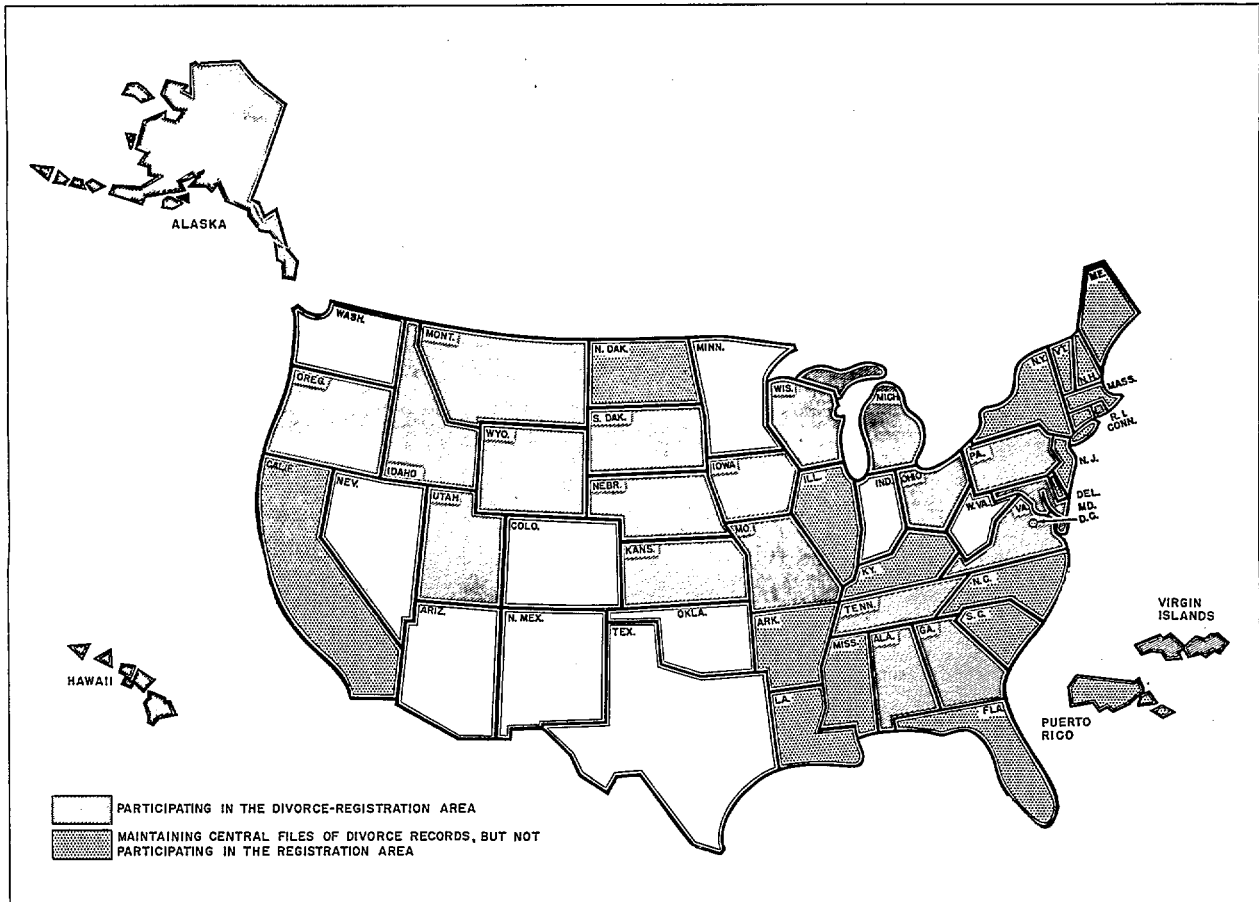 ALASKA
WASH.
MONT.
N. DAK.
MINN.
ME.
OREG.
IDAHO
WYO.
S. DAK.
WIS.
MICH.
N.Y.
VT.
N.H.
MASS.
R.I.
CONN.
CALIF.
NEV.
UTAH
COLO.
NEBR.
IOWA
ILL.
IND.
OHIO
PA.
N.J.
DEL.
MD.
D.C.
W.VA.
VA.
KANS.
MO.
KY.
ARIZ.
N. MEX.
OKLA.
TEX.
ARK.
TENN.
N.C.
S.C.
MISS.
ALA.
GA.
LA.
FLA.
HAWAII
VIRGIN
ISLANDS
PUERTO
RICO
PARTICIPATING IN THE DIVORCE-REGISTRATION AREA
MAINTAINING CENTRAL FILES OF DIVORCE RECORDS, BUT NOT
PARTICIPATING IN THE REGISTRATION AREA